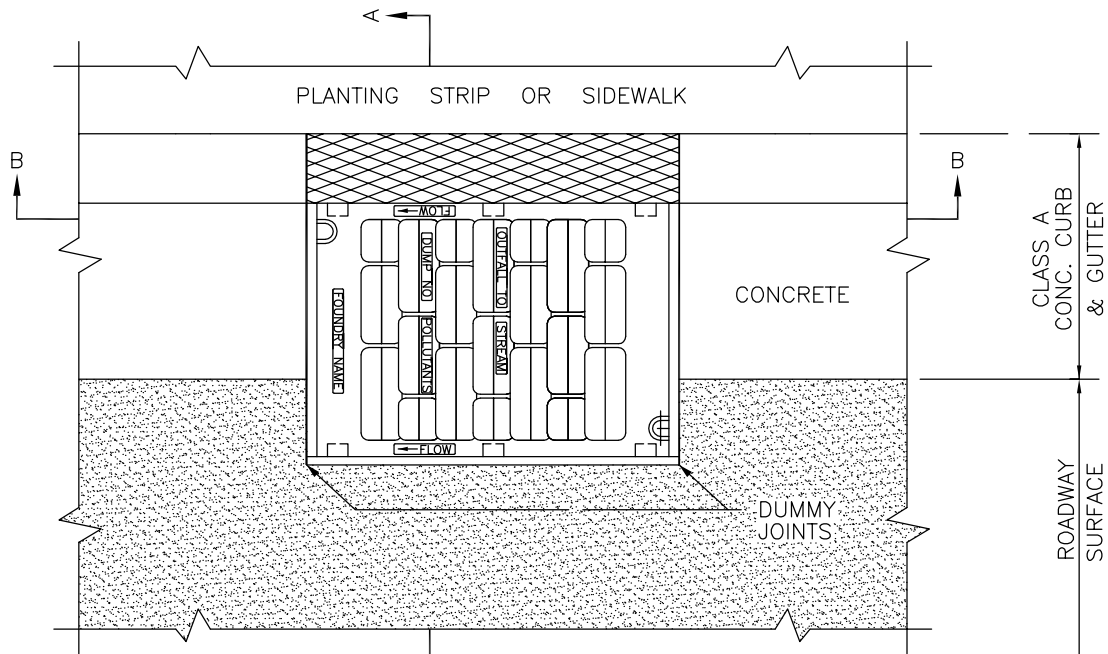 A
PLANTING STRIP OR SIDEWALK
B
B
FLOW
DUMP NO
POLLUTANTS
OUTFALL TO
STREAM
FOUNDRY NAME
FLOW
CONCRETE
CLASS A
CONC. CURB
& GUTTER
DUMMY
JOINTS
ROADWAY
SURFACE